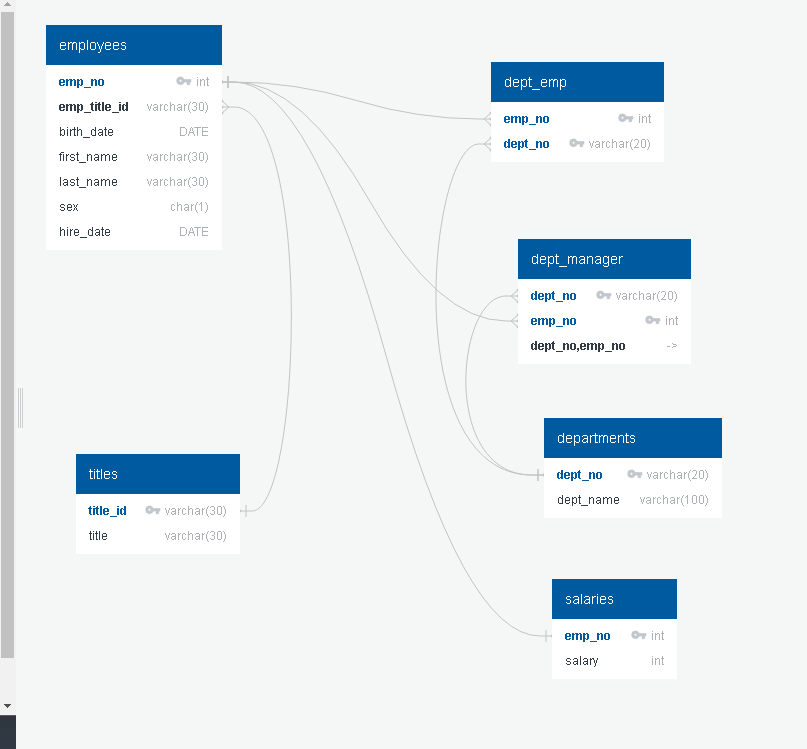 employees
emp_no int
emp_title_id varchar(30)
birth_date DATE
first_name varchar(30)
last_name varchar(30)
sex char(1)
hire_date DATE
dept_emp
emp_no int
dept_no varchar(20)
dept_manager
dept_no varchar(20)
emp_no int
dept_no,emp_no ->
departments
dept_no varchar(20)
dept_name varchar(100)
titles
title_id varchar(30)
title varchar(30)
salaries
emp_no int
salary int